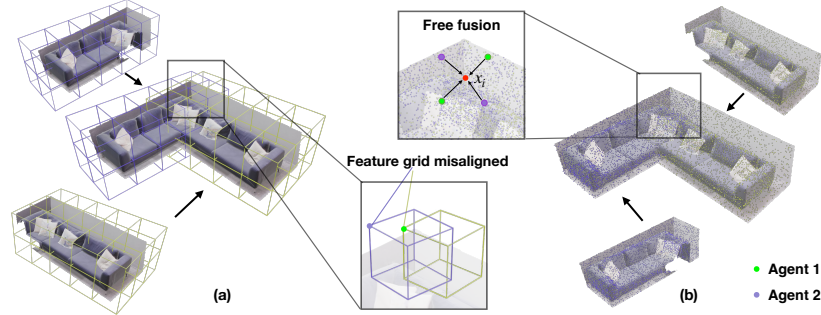 Free fusion
x_i
Feature grid misaligned
(a)
(b)
Agent 1
Agent 2